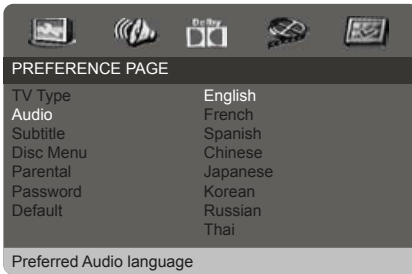 Dolby
PREFERENCE PAGE
TV Type
Audio
Subtitle
Disc Menu
Parental
Password
Default
English
French
Spanish
Chinese
Japanese
Korean
Russian
Thai
Preferred Audio language